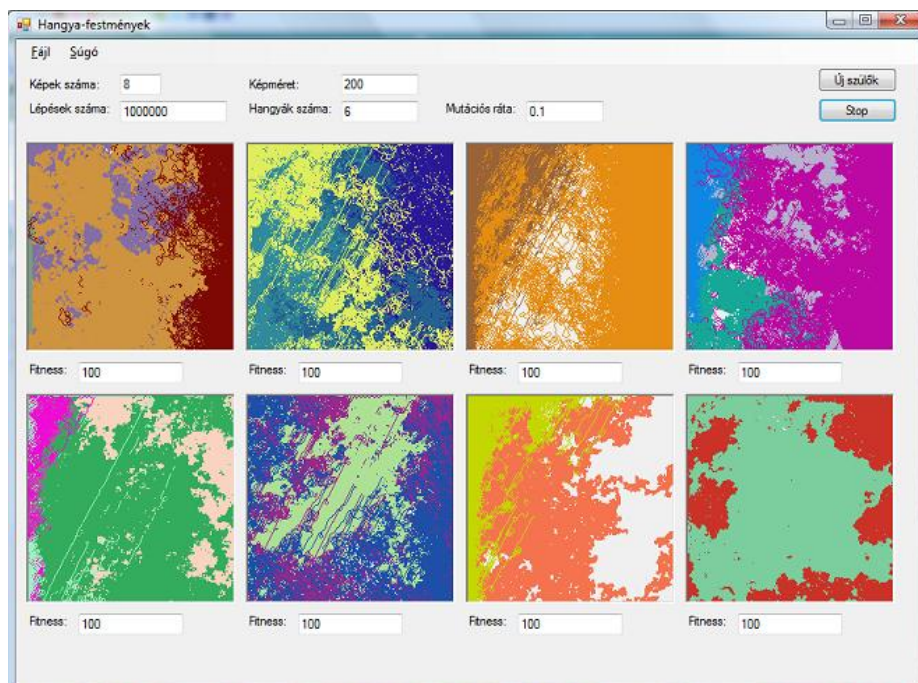 Hangya-festmények
Fájl Súgó
Képek száma: 8 Képméret: 200 Új szülők
Lépések száma: 1000000 Hangyák száma: 6 Mutációs ráta: 0.1 Stop
Fitness: 100 Fitness: 100 Fitness: 100 Fitness: 100
Fitness: 100 Fitness: 100 Fitness: 100 Fitness: 100